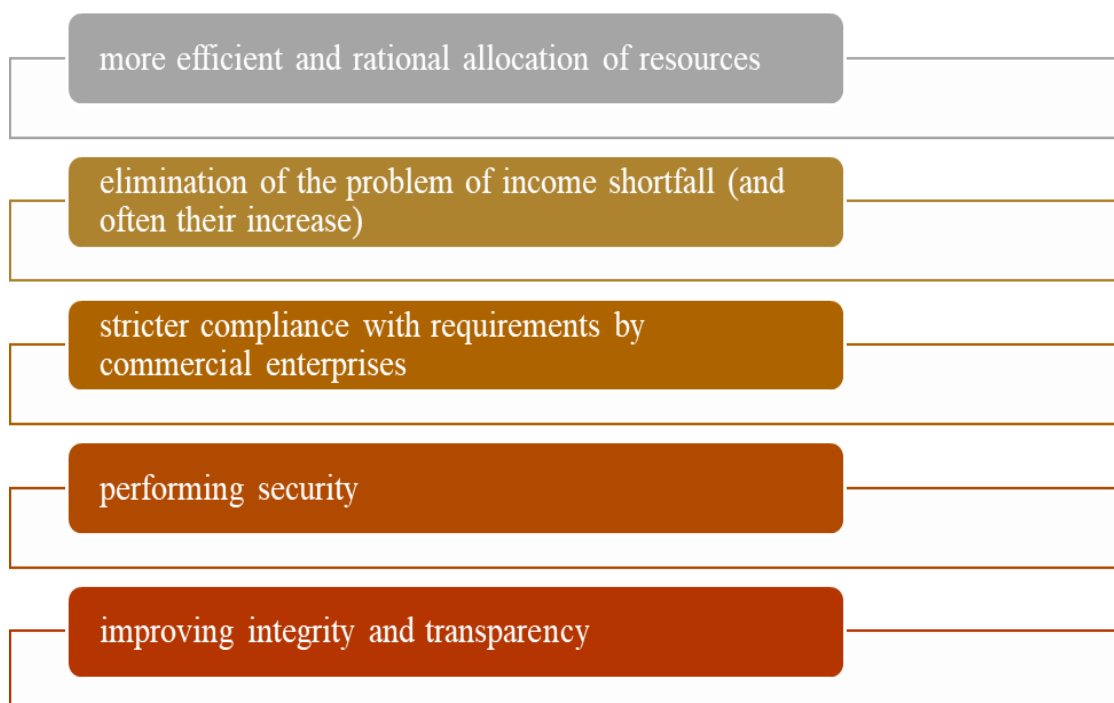 more efficient and rational allocation of resources
elimination of the problem of income shortfall (and
often their increase)
stricter compliance with requirements by
commercial enterprises
performing security
improving integrity and transparency